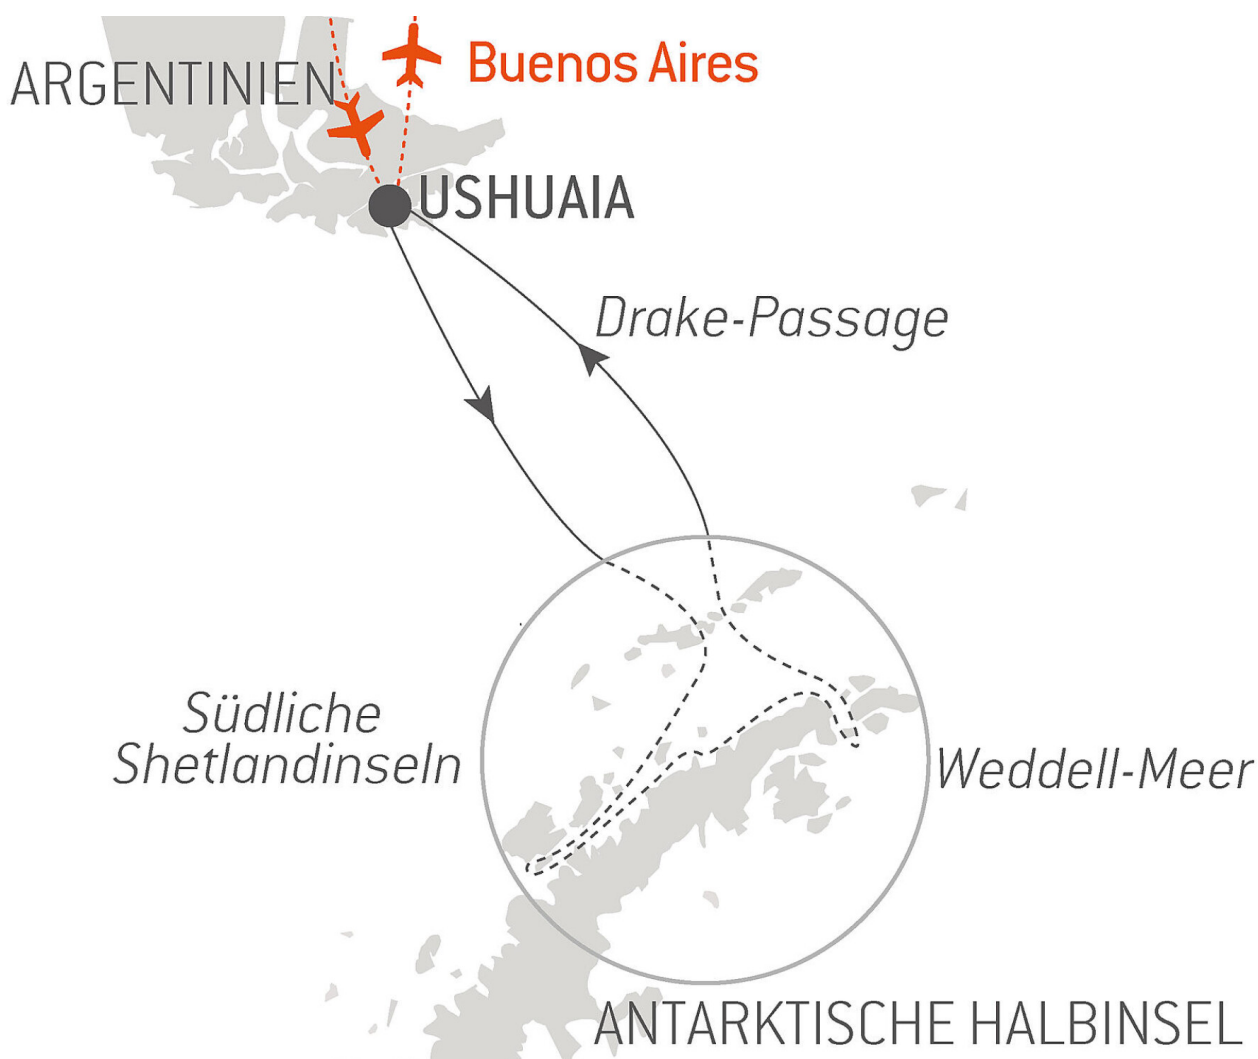 Buenos Aires
ARGENTINIEN
USHUAIA
Drake-Passage
Südliche
Shetlandinseln
Weddell-Meer
ANTARKTISCHE HALBINSEL